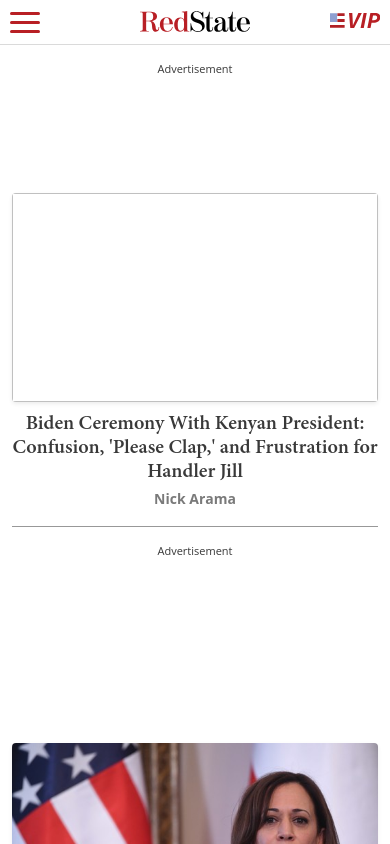 RedState
VIP
Advertisement
Biden Ceremony With Kenyan President:
Confusion, 'Please Clap,' and Frustration for
Handler Jill
Nick Arama
Advertisement